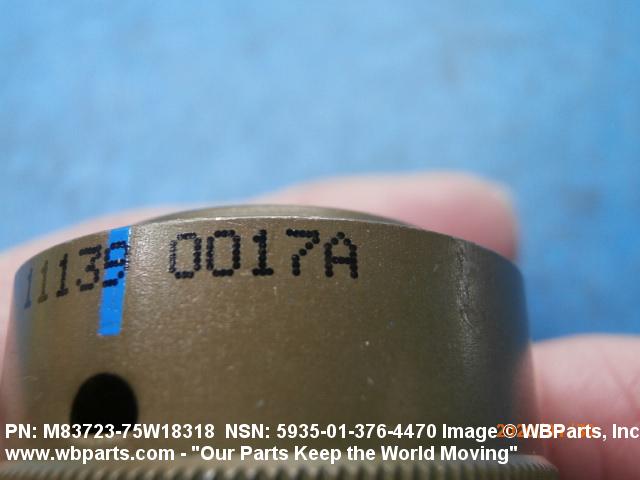 11139 0017A
PN: M83723-75W18318 NSN: 5935-01-376-4470 Image © WBParts, Inc
www.wbparts.com - "Our Parts Keep the World Moving"